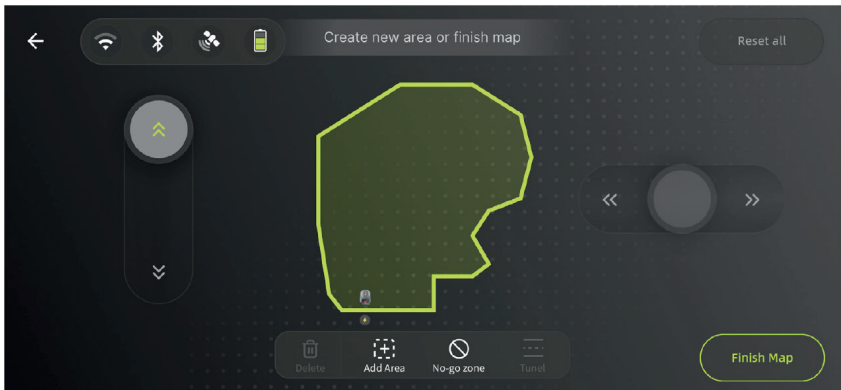 Create new area or finish map
Reset all
Delete
Add Area
No-go zone
Tunel
Finish Map